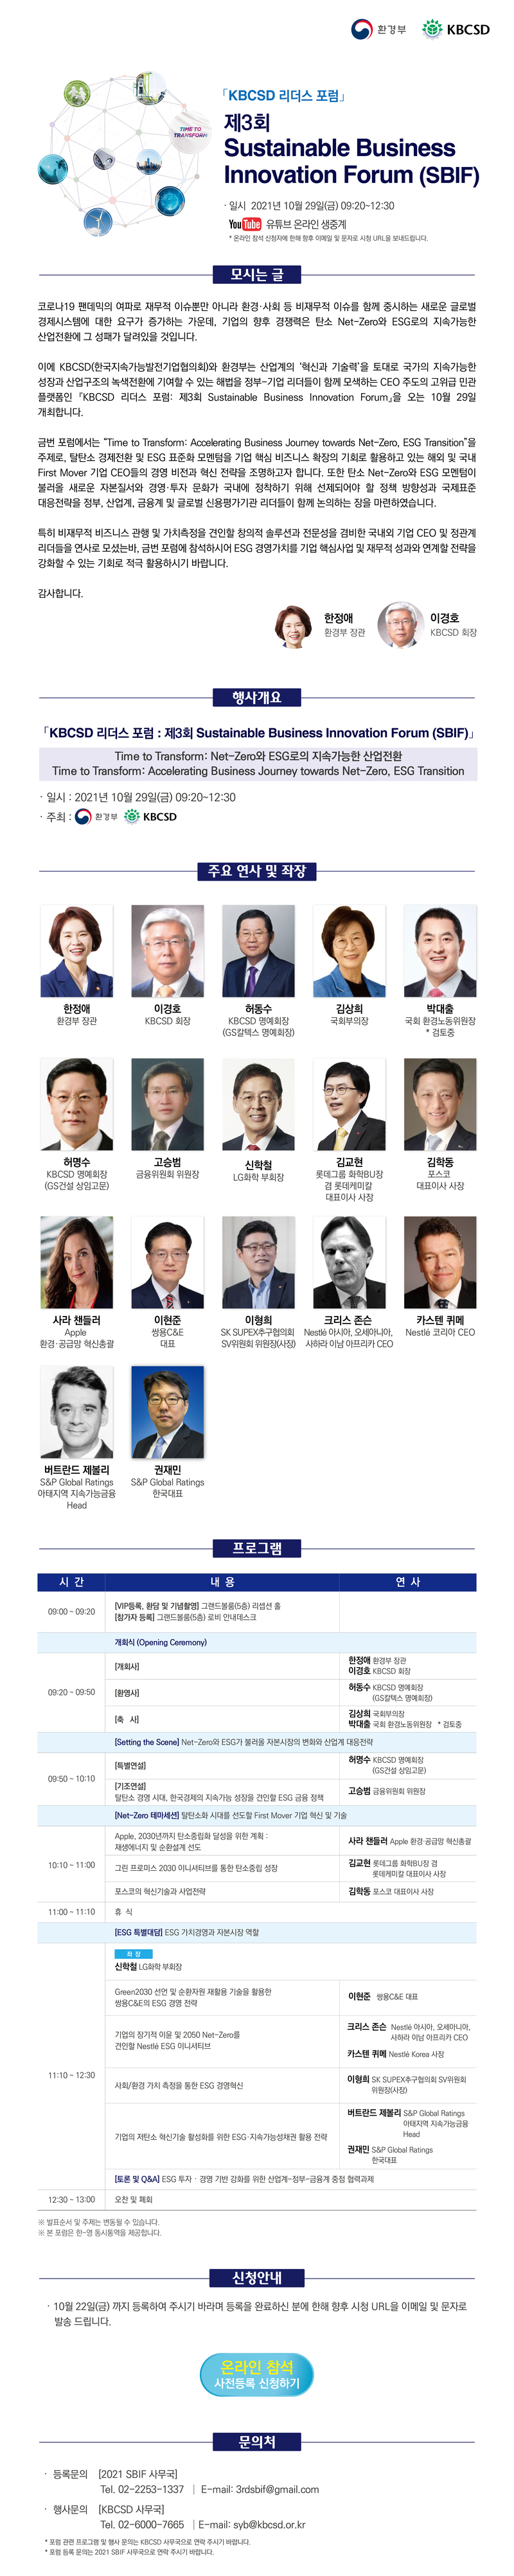 환경부 KBCSD
TIME TO
TRANSFORM
「KBCSD 리더스 포럼」
제3회
Sustainable Business
Innovation Forum (SBIF)
· 일시 2021년 10월 29일(금) 09:20~12:30
YouTube 유튜브 온라인 생중계
* 온라인 참석 신청자에 한해 향후 이메일 및 문자로 시청 URL을 보내드립니다.
모시는 글
코로나19 팬데믹의 여파로 재무적 이슈뿐만 아니라 환경·사회 등 비재무적 이슈를 함께 중시하는 새로운 글로벌
경제시스템에 대한 요구가 증가하는 가운데, 기업의 향후 경쟁력은 탄소 Net-Zero와 ESG로의 지속가능한
산업전환에 그 성패가 달려있을 것입니다.
이에 KBCSD(한국지속가능발전기업협의회)와 환경부는 산업계의 '혁신과 기술력'을 토대로 국가의 지속가능한
성장과 산업구조의 녹색전환에 기여할 수 있는 해법을 정부-기업 리더들이 함께 모색하는 CEO 주도의 고위급 민관
플랫폼인 『KBCSD 리더스 포럼: 제3회 Sustainable Business Innovation Forum』을 오는 10월 29일
개최합니다.
금번 포럼에서는 "Time to Transform: Accelerating Business Journey towards Net-Zero, ESG Transition"을
주제로, 탈탄소 경제전환 및 ESG 표준화 모멘텀을 기업 핵심 비즈니스 확장의 기회로 활용하고 있는 해외 및 국내
First Mover 기업 CEO들의 경영 비전과 혁신 전략을 조명하고자 합니다. 또한 탄소 Net-Zero와 ESG 모멘텀이
불러올 새로운 자본질서와 경영·투자 문화가 국내에 정착하기 위해 선제되어야 할 정책 방향성과 국제표준
대응전략을 정부, 산업계, 금융계 및 글로벌 신용평가기관 리더들이 함께 논의하는 장을 마련하였습니다.
특히 비재무적 비즈니스 관행 및 가치측정을 견인할 창의적 솔루션과 전문성을 겸비한 국내외 기업 CEO 및 정관계
리더들을 연사로 모셨는바, 금번 포럼에 참석하시어 ESG 경영가치를 기업 핵심사업 및 재무적 성과와 연계할 전략을
강화할 수 있는 기회로 적극 활용하시기 바랍니다.
감사합니다.
한정애 이경호
환경부 장관 KBCSD 회장
행사개요
「KBCSD 리더스 포럼 : 제3회 Sustainable Business Innovation Forum (SBIF)」
Time to Transform: Net-Zero와 ESG로의 지속가능한 산업전환
Time to Transform: Accelerating Business Journey towards Net-Zero, ESG Transition
· 일시 : 2021년 10월 29일(금) 09:20~12:30
· 주최 : 환경부 KBCSD
주요 연사 및 좌장
한정애 이경호 허동수 김상희 박대출
환경부 장관 KBCSD 회장 KBCSD 명예회장 국회부의장 국회 환경노동위원장
(GS칼텍스 명예회장) * 검토중
허명수 고승범 신학철 김교현 김학동
KBCSD 명예회장 금융위원회 위원장 LG화학 부회장 롯데그룹 화학BU장 포스코
(GS건설 상임고문) 겸 롯데케미칼 대표이사 사장
대표이사 사장
사라 챈들러 이현준 이형희 크리스 존슨 카스텐 퀴메
Apple 쌍용C&E SK SUPEX추구협의회 Nestlé 아시아, 오세아니아, Nestlé 코리아 CEO
환경·공급망 혁신총괄 대표 SV위원회 위원장(사장) 사하라 이남 아프리카 CEO
버트란드 제볼리 권재민
S&P Global Ratings S&P Global Ratings
아태지역 지속가능금융 한국대표
Head
프로그램
시 간 내 용 연 사
09:00 ~ 09:20 [VIP등록, 환담 및 기념촬영] 그랜드볼룸(5층) 리셉션 홀
[참가자 등록] 그랜드볼룸(5층) 로비 안내데스크
개회식 (Opening Ceremony)
09:20 ~ 09:50 [개회사] 한정애 환경부 장관
이경호 KBCSD 회장
[환영사] 허동수 KBCSD 명예회장
(GS칼텍스 명예회장)
[축 사] 김상희 국회부의장
박대출 국회 환경노동위원장 * 검토중
[Setting the Scene] Net-Zero와 ESG가 불러올 자본시장의 변화와 산업계 대응전략
09:50 ~ 10:10 [특별연설] 허명수 KBCSD 명예회장
(GS건설 상임고문)
[기조연설]
탈탄소 경영 시대, 한국경제의 지속가능 성장을 견인할 ESG 금융 정책 고승범 금융위원회 위원장
[Net-Zero 테마세션] 탈탄소화 시대를 선도할 First Mover 기업 혁신 및 기술
10:10 ~ 11:00 Apple, 2030년까지 탄소중립화 달성을 위한 계획 :
재생에너지 및 순환설계 선도 사라 챈들러 Apple 환경·공급망 혁신총괄
그린 프로미스 2030 이니셔티브를 통한 탄소중립 성장 김교현 롯데그룹 화학BU장 겸
롯데케미칼 대표이사 사장
포스코의 혁신기술과 사업전략 김학동 포스코 대표이사 사장
11:00 ~ 11:10 휴 식
[ESG 특별대담] ESG 가치경영과 자본시장 역할
11:10 ~ 12:30 좌 장
신학철 LG화학 부회장
Green2030 선언 및 순환자원 재활용 기술을 활용한
쌍용C&E의 ESG 경영 전략 이현준 쌍용C&E 대표
기업의 장기적 이윤 및 2050 Net-Zero를
견인할 Nestlé ESG 이니셔티브 크리스 존슨 Nestlé 아시아, 오세아니아,
사하라 이남 아프리카 CEO
카스텐 퀴메 Nestlé Korea 사장
사회/환경 가치 측정을 통한 ESG 경영혁신 이형희 SK SUPEX추구협의회 SV위원회
위원장(사장)
기업의 저탄소 혁신기술 활성화를 위한 ESG·지속가능성채권 활용 전략 버트란드 제볼리 S&P Global Ratings
아태지역 지속가능금융
Head
권재민 S&P Global Ratings
한국대표
[토론 및 Q&A] ESG 투자 · 경영 기반 강화를 위한 산업계-정부-금융계 중점 협력과제
12:30 ~ 13:00 오찬 및 폐회
※ 발표순서 및 주제는 변동될 수 있습니다.
※ 본 포럼은 한-영 동시통역을 제공합니다.
신청안내
· 10월 22일(금) 까지 등록하여 주시기 바라며 등록을 완료하신 분에 한해 향후 시청 URL을 이메일 및 문자로
발송 드립니다.
온라인 참석
사전등록 신청하기
문의처
· 등록문의 [2021 SBIF 사무국]
Tel. 02-2253-1337 | E-mail: 3rdsbif@gmail.com
· 행사문의 [KBCSD 사무국]
Tel. 02-6000-7665 | E-mail: syb@kbcsd.or.kr
* 포럼 관련 프로그램 및 행사 문의는 KBCSD 사무국으로 연락 주시기 바랍니다.
* 포럼 등록 문의는 2021 SBIF 사무국으로 연락 주시기 바랍니다.